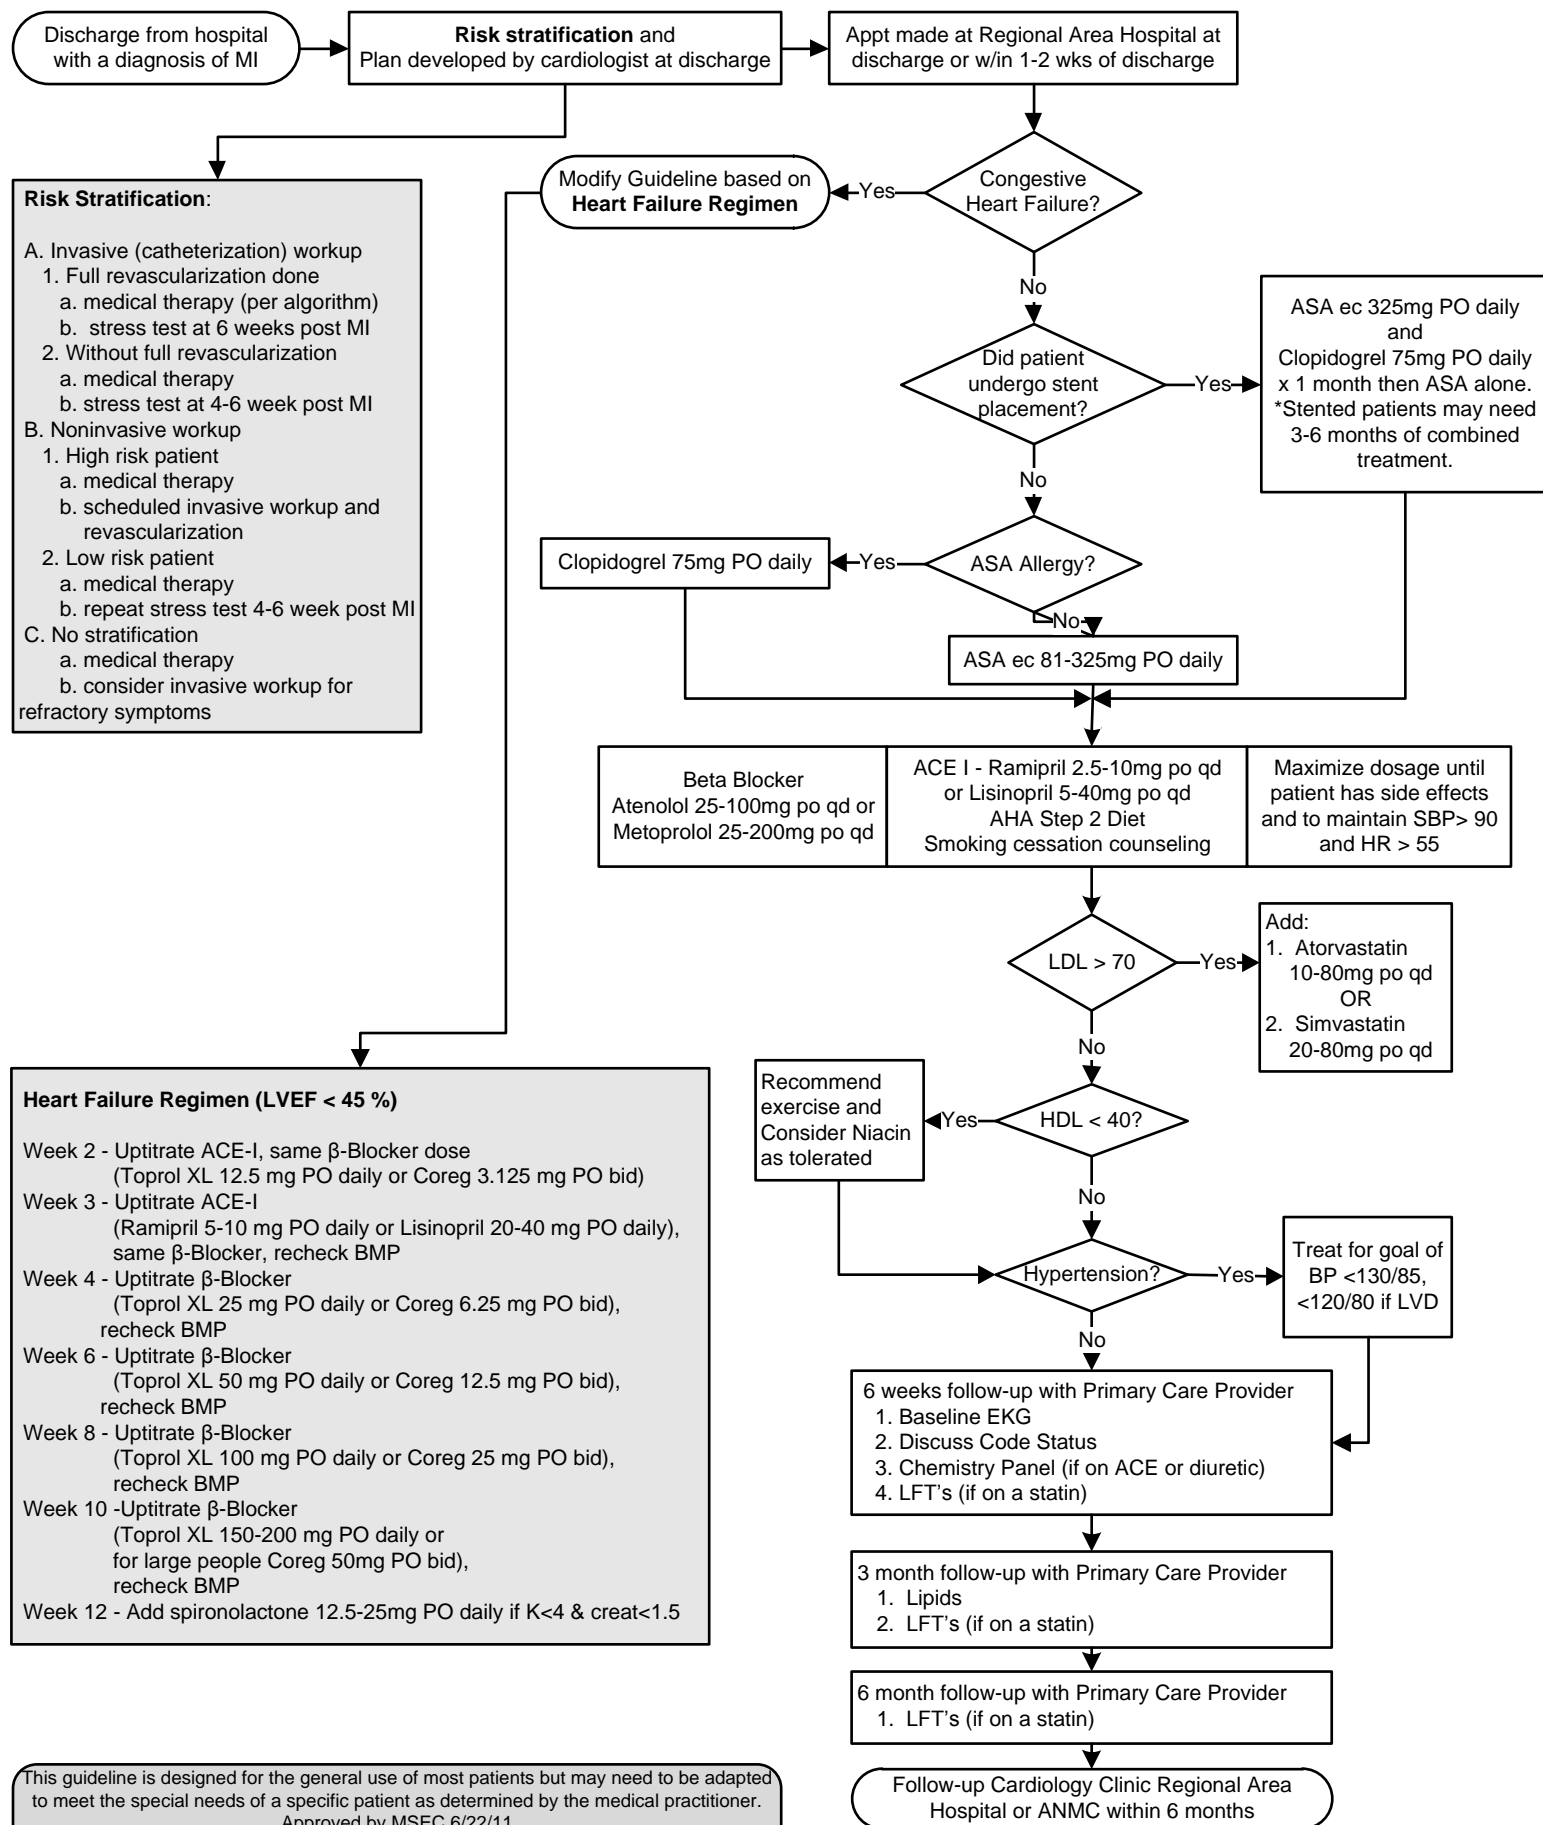 Discharge from hospital
with a diagnosis of MI
Risk stratification and
Plan developed by cardiologist at discharge
Appt made at Regional Area Hospital at
discharge or w/in 1-2 wks of discharge
Risk Stratification:
A. Invasive (catheterization) workup
1. Full revascularization done
a. medical therapy (per algorithm)
b. stress test at 6 weeks post MI
2. Without full revascularization
a. medical therapy
b. stress test at 4-6 week post MI
B. Noninvasive workup
1. High risk patient
a. medical therapy
b. scheduled invasive workup and
revascularization
2. Low risk patient
a. medical therapy
b. repeat stress test 4-6 week post MI
C. No stratification
a. medical therapy
b. consider invasive workup for
refractory symptoms
Modify Guideline based on
Heart Failure Regimen
Yes
Congestive
Heart Failure?
No
Did patient
undergo stent
placement?
Yes
ASA ec 325mg PO daily
and
Clopidogrel 75mg PO daily
x 1 month then ASA alone.
*Stented patients may need
3-6 months of combined
treatment.
No
Clopidogrel 75mg PO daily
Yes
ASA Allergy?
No
ASA ec 81-325mg PO daily
Beta Blocker
Atenolol 25-100mg po qd or
Metoprolol 25-200mg po qd
ACE I - Ramipril 2.5-10mg po qd
or Lisinopril 5-40mg po qd
AHA Step 2 Diet
Smoking cessation counseling
Maximize dosage until
patient has side effects
and to maintain SBP> 90
and HR > 55
LDL > 70
Yes
Add:
1. Atorvastatin
10-80mg po qd
OR
2. Simvastatin
20-80mg po qd
No
Recommend
exercise and
Consider Niacin
as tolerated
Yes
HDL < 40?
No
Hypertension?
Yes
Treat for goal of
BP <130/85,
<120/80 if LVD
No
6 weeks follow-up with Primary Care Provider
1. Baseline EKG
2. Discuss Code Status
3. Chemistry Panel (if on ACE or diuretic)
4. LFT's (if on a statin)
3 month follow-up with Primary Care Provider
1. Lipids
2. LFT's (if on a statin)
6 month follow-up with Primary Care Provider
1. LFT's (if on a statin)
Follow-up Cardiology Clinic Regional Area
Hospital or ANMC within 6 months
Heart Failure Regimen (LVEF < 45 %)
Week 2 - Uptitrate ACE-I, same β-Blocker dose
(Toprol XL 12.5 mg PO daily or Coreg 3.125 mg PO bid)
Week 3 - Uptitrate ACE-I
(Ramipril 5-10 mg PO daily or Lisinopril 20-40 mg PO daily),
same β-Blocker, recheck BMP
Week 4 - Uptitrate β-Blocker
(Toprol XL 25 mg PO daily or Coreg 6.25 mg PO bid),
recheck BMP
Week 6 - Uptitrate β-Blocker
(Toprol XL 50 mg PO daily or Coreg 12.5 mg PO bid),
recheck BMP
Week 8 - Uptitrate β-Blocker
(Toprol XL 100 mg PO daily or Coreg 25 mg PO bid),
recheck BMP
Week 10 -Uptitrate β-Blocker
(Toprol XL 150-200 mg PO daily or
for large people Coreg 50mg PO bid),
recheck BMP
Week 12 - Add spironolactone 12.5-25mg PO daily if K<4 & creat<1.5
This guideline is designed for the general use of most patients but may need to be adapted
to meet the special needs of a specific patient as determined by the medical practitioner.
Approved by MSEC 6/22/11